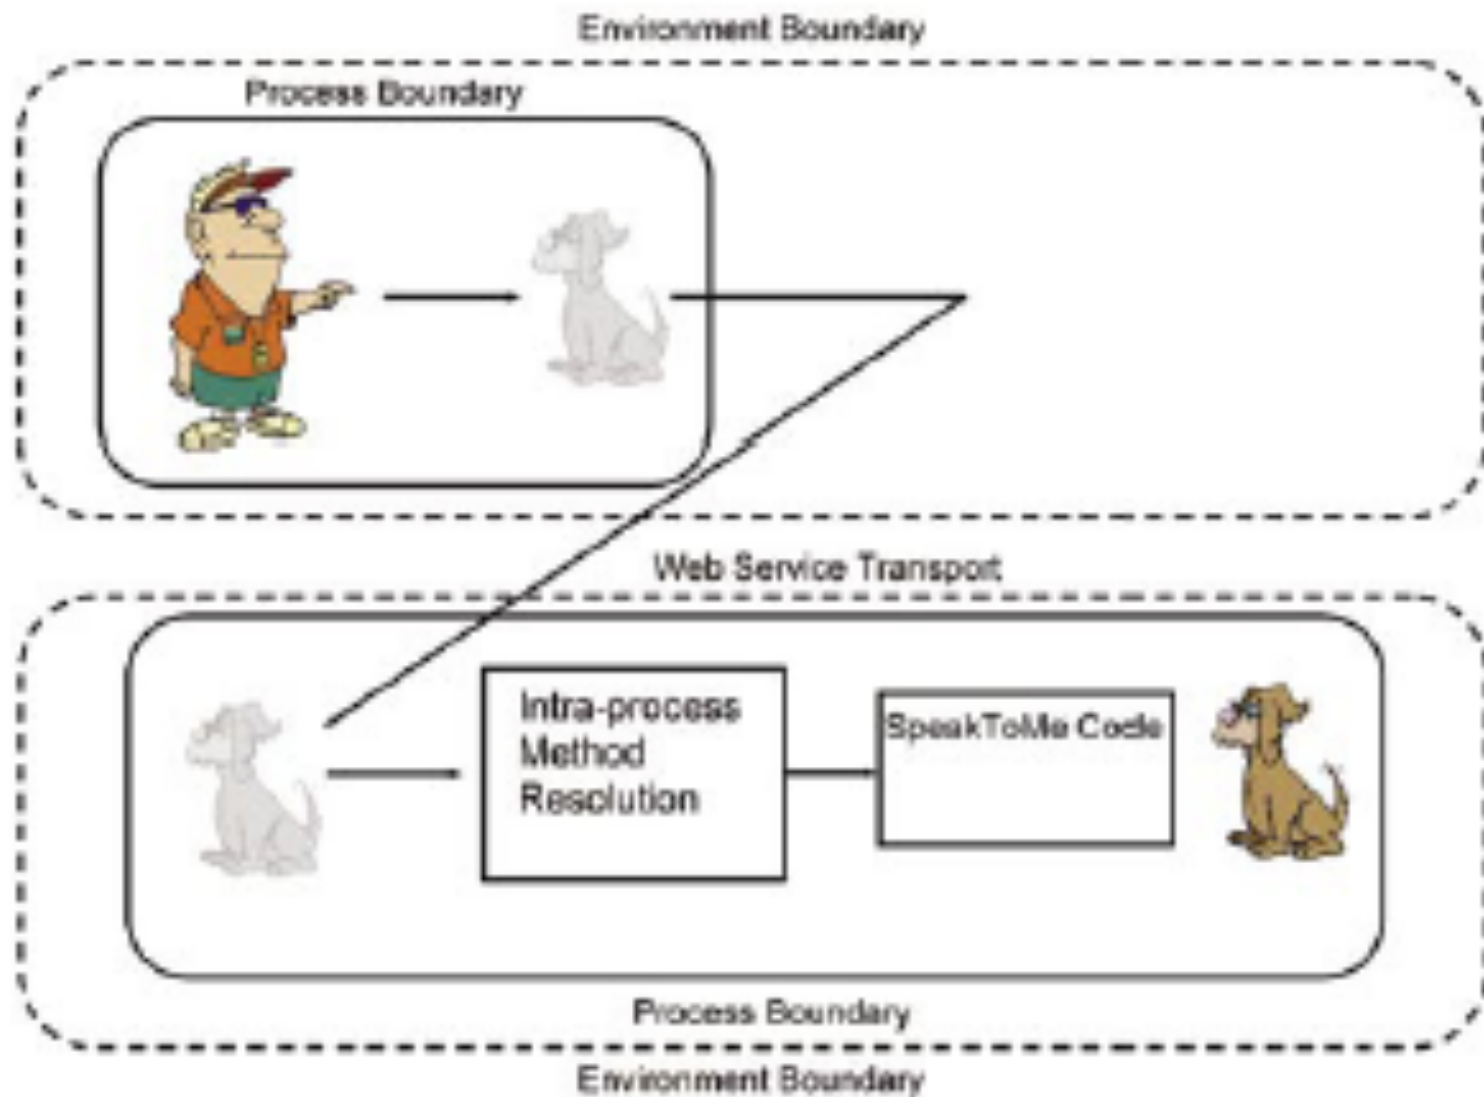 Environment Boundary
Process Boundary
Web Service Transport
Intra-process
Method
Resolution
SpeakToMe Code
Process Boundary
Environment Boundary